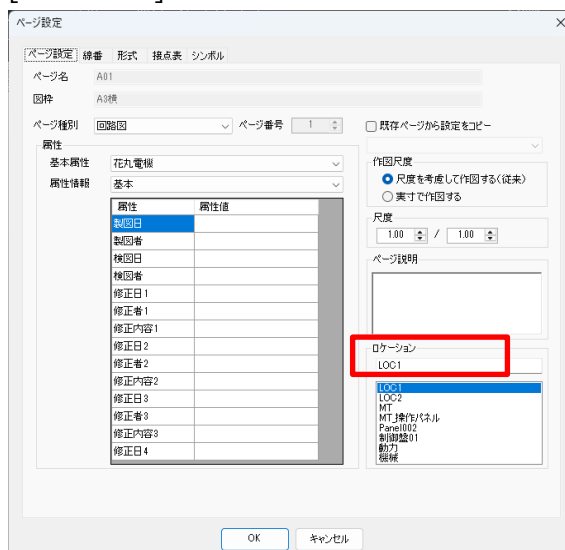 ページ設定
ページ設定 線番 形式 接点表 シンボル
ページ名 A01
図枠 A3横
ページ種別 回路図 ページ番号 1 既存ページから設定をコピー
属性
基本属性 花丸電機
属性情報 基本
属性 属性値
製図日
製図者
検図日
検図者
修正日1
修正者1
修正内容1
修正日2
修正者2
修正内容2
修正日3
修正者3
修正内容3
修正日4
作図尺度
尺度を考慮して作図する(従来)
実寸で作図する
尺度
1.00 / 1.00
ページ説明
ロケーション
LOC1
LOC1
LOC2
MT
MT_操作パネル
Panel002
制御盤01
動力
機械
OK キャンセル